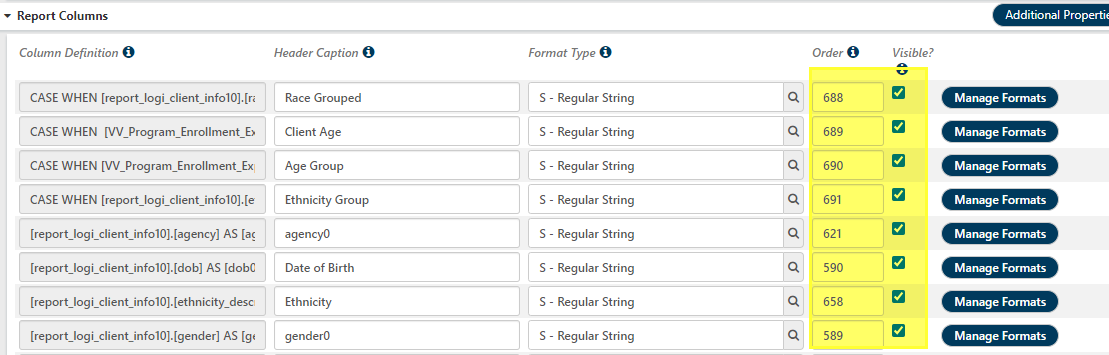 Report Columns
Additional Propertie
Column Definition Header Caption Format Type Order Visible?
CASE WHEN [report_logi_client_info10].[ra Race Grouped S - Regular String 688 Manage Formats
CASE WHEN [VV_Program_Enrollment_Ex Client Age S - Regular String 689 Manage Formats
CASE WHEN [VV_Program_Enrollment_Exp Age Group S - Regular String 690 Manage Formats
CASE WHEN [report_logi_client_info10].[e Ethnicity Group S - Regular String 691 Manage Formats
[report_logi_client_info10].[agency] AS [ag agency0 S - Regular String 621 Manage Formats
[report_logi_client_info10].[dob] AS [dob0 Date of Birth S - Regular String 590 Manage Formats
[report_logi_client_info10].[ethnicity_descr Ethnicity S - Regular String 658 Manage Formats
[report_logi_client_info10].[gender] AS [ge gender0 S - Regular String 589 Manage Formats